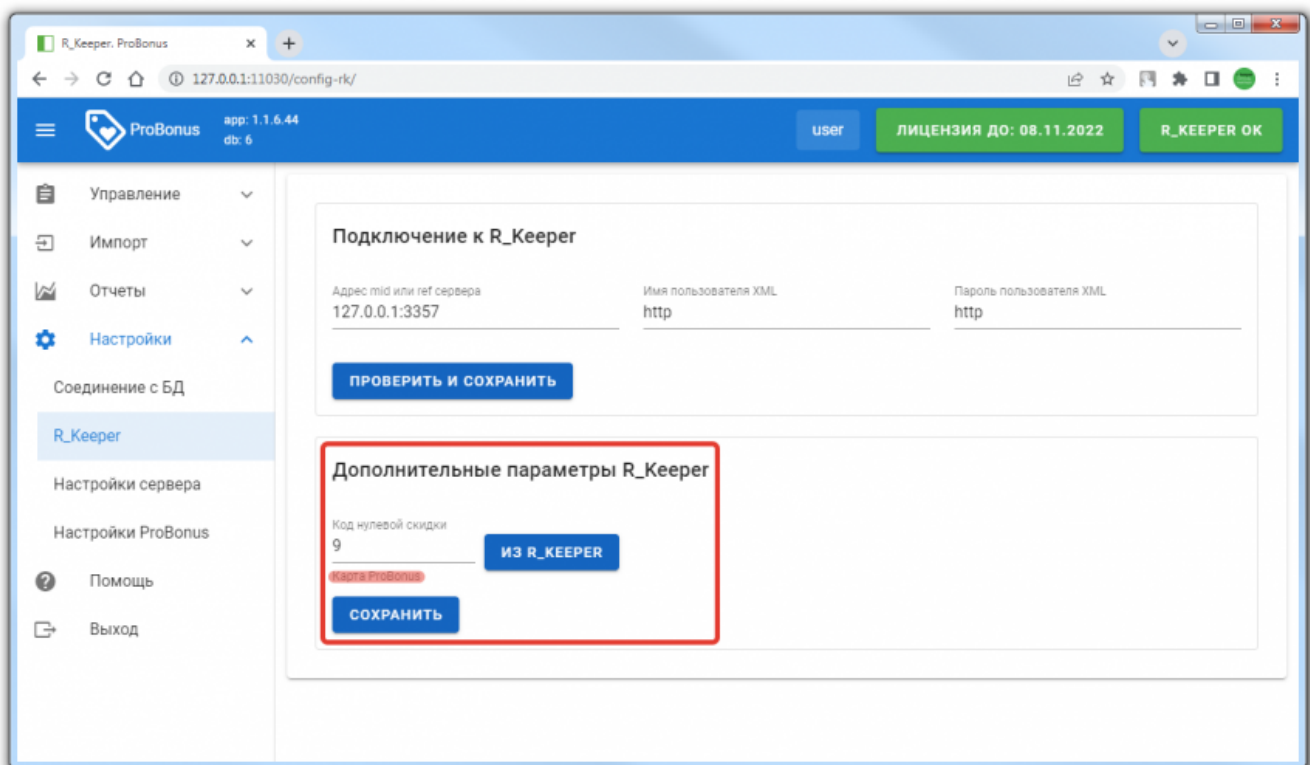 R_Keeper. ProBonus
127.0.0.1:11030/config-rk/
ProBonus
app: 1.1.6.44
db: 6
user
ЛИЦЕНЗИЯ ДО: 08.11.2022
R_KEEPER OK
Управление
Импорт
Отчеты
Настройки
Соединение с БД
R_Keeper
Настройки сервера
Настройки ProBonus
Помощь
Выход
Подключение к R_Keeper
Адрес mid или ref сервера
127.0.0.1:3357
Имя пользователя XML
http
Пароль пользователя XML
http
ПРОВЕРИТЬ И СОХРАНИТЬ
Дополнительные параметры R_Keeper
Код нулевой скидки
9
ИЗ R_KEEPER
Карта ProBonus
СОХРАНИТЬ